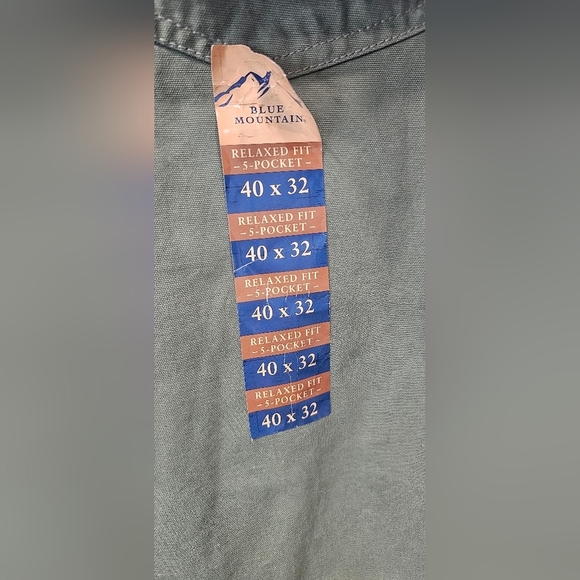 BLUE
MOUNTAIN
RELAXED FIT
– 5-POCKET –
40 x 32
RELAXED FIT
– 5-POCKET –
40 x 32
RELAXED FIT
– 5-POCKET –
40 x 32
RELAXED FIT
– 5-POCKET –
40 x 32
RELAXED FIT
– 5-POCKET –
40 x 32